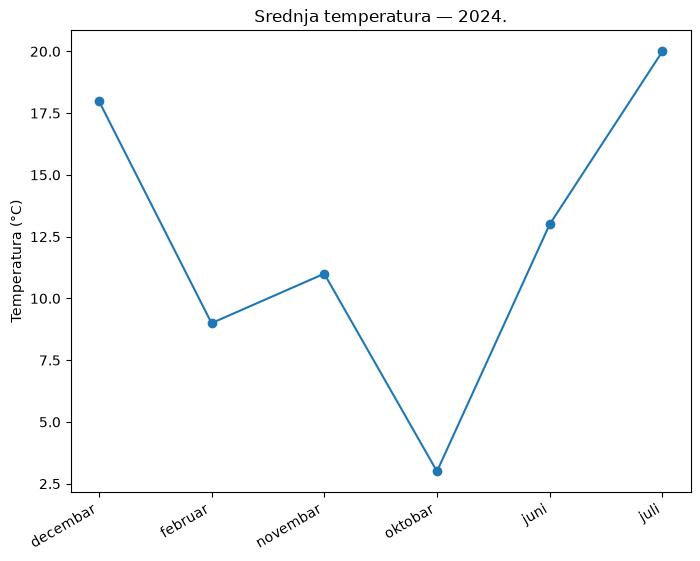 Srednja temperatura — 2024.
Temperatura (°C)
20.0
17.5
15.0
12.5
10.0
7.5
5.0
2.5
decembar
februar
novembar
oktobar
juni
juli